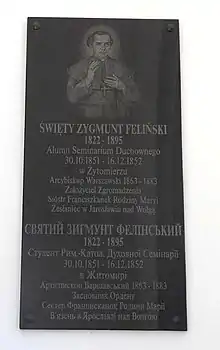 ŚWIĘTY ZYGMUNT FELIŃSKI
1822 - 1895
Alumn Seminarium Duchownego
30.10.1851 - 16.12.1852
w Żytomierzu
Arcybiskup Warszawski 1863 - 1883
Założyciel Zgromadzenia
Sióstr Franciszkanek Rodziny Maryi
Zesłaniec w Jarosławiu nad Wołgą
СВЯТИЙ ЗИГМУНТ ФЕЛІНСЬКИЙ
1822 - 1895
Студент Рим.-Катол. Духовної Семінарії
30.10.1851 - 16.12.1852
в Житомирі
Архієпископ Варшавський 1863 - 1883
Засновник Ордену
Сестер Францисканок Родини Марії
В'язень в Ярославі над Волгою